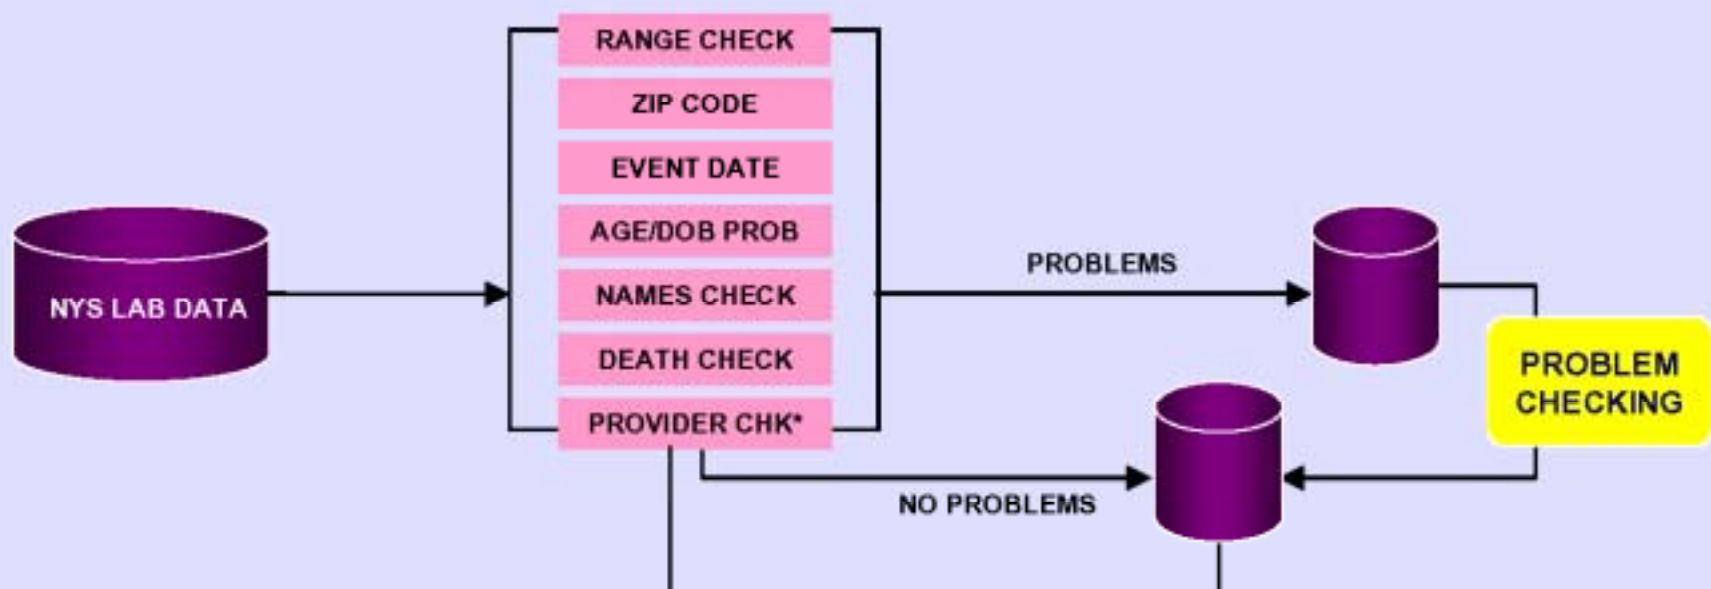 RANGE CHECK
ZIP CODE
EVENT DATE
AGE/DOB PROB
NAMES CHECK
DEATH CHECK
PROVIDER CHK*
NYS LAB DATA
PROBLEMS
NO PROBLEMS
PROBLEM
CHECKING